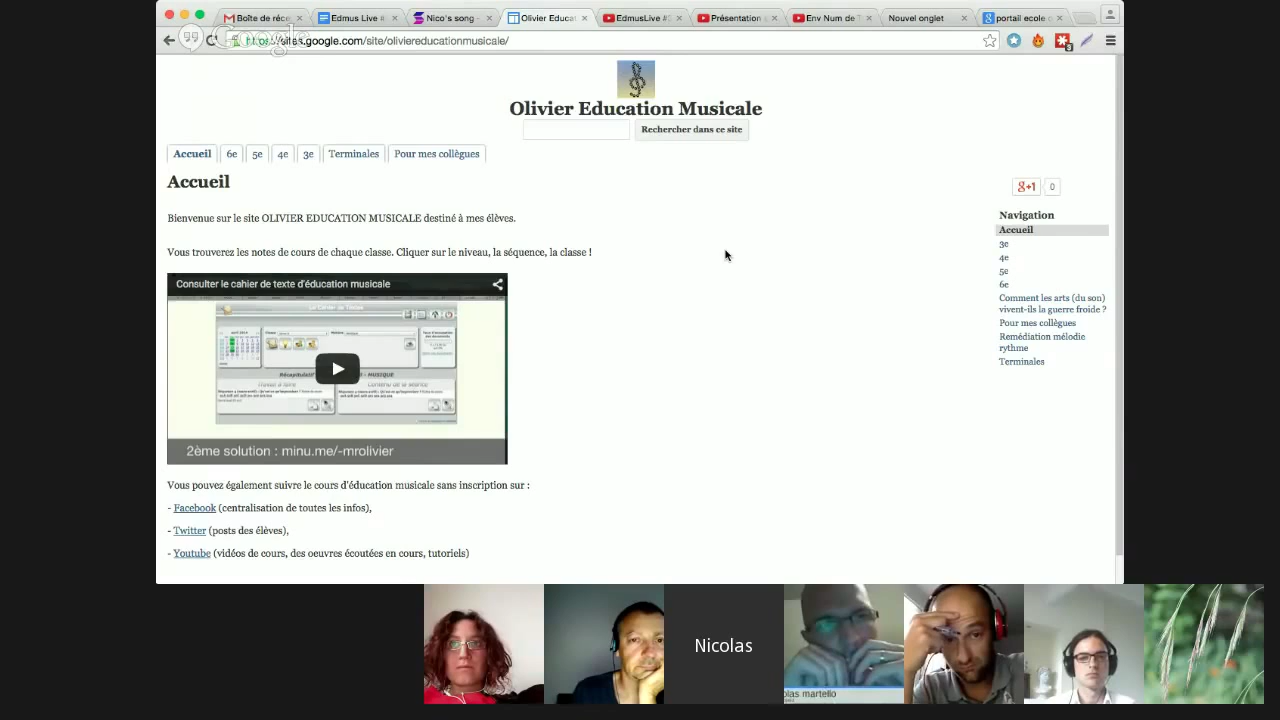 Boîte de réce
Edmus Live #
Nico's song -
Olivier Educat
EdmusLive #
Présentation
Env Num de T
Nouvel onglet
portail ecole
https://sites.google.com/site/oliviereducationmusicale/
Google
Olivier Education Musicale
Rechercher dans ce site
Accueil
6e
5e
4e
3e
Terminales
Pour mes collègues
Accueil
Bienvenue sur le site OLIVIER EDUCATION MUSICALE destiné à mes élèves.
Vous trouverez les notes de cours de chaque classe. Cliquer sur le niveau, la séquence, la classe !
Consulter le cahier de texte d'éducation musicale
2ème solution : minu.me/-mrolivier
Vous pouvez également suivre le cours d'éducation musicale sans inscription sur :
- Facebook (centralisation de toutes les infos),
- Twitter (posts des élèves),
- Youtube (vidéos de cours, des oeuvres écoutées en cours, tutoriels)
g+1 0
Navigation
Accueil
3e
4e
5e
6e
Comment les arts (du son)
vivent-ils la guerre froide ?
Pour mes collègues
Remédiation mélodie
rythme
Terminales
Nicolas
olas martello